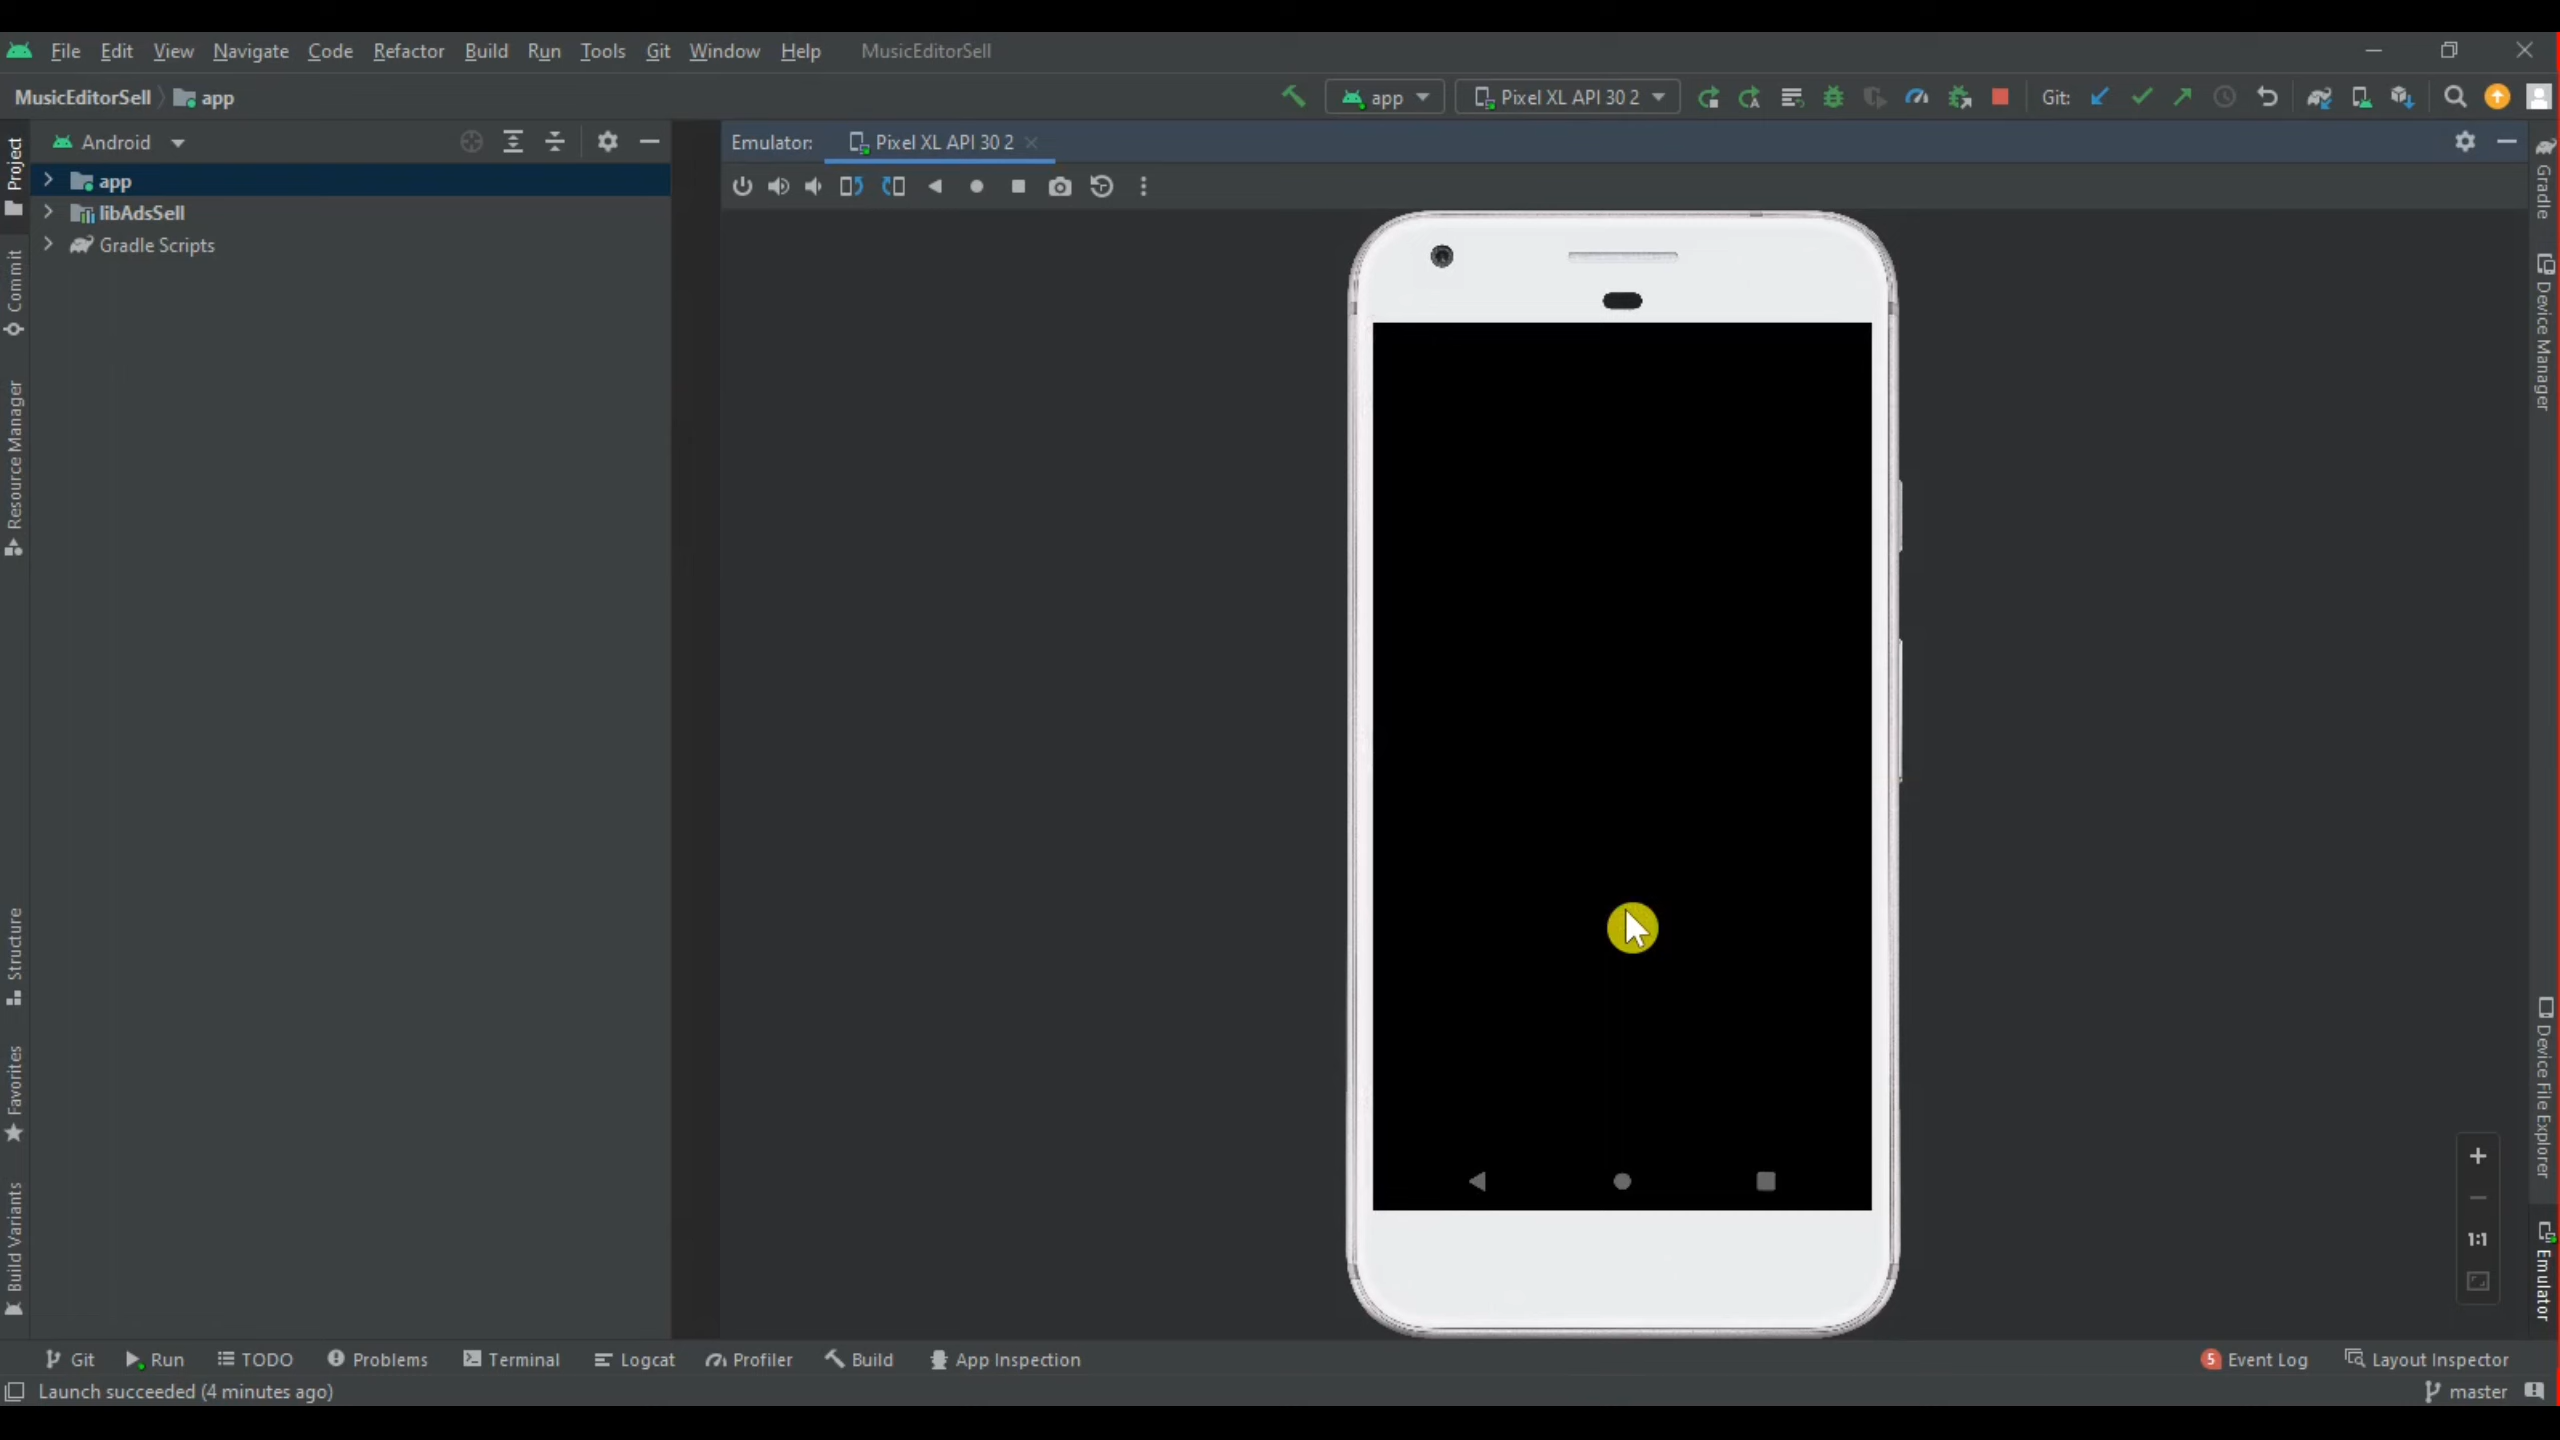 File Edit View Navigate Code Refactor Build Run Tools Git Window Help MusicEditorSell
MusicEditorSell app
app Pixel XL API 30 2 Git:
Android
Emulator: Pixel XL API 30 2
app
libAdsSell
Gradle Scripts
Project
Commit
Resource Manager
Structure
Favorites
Build Variants
Gradle
Device Manager
Device File Explorer
Emulator
1:1
Git Run TODO Problems Terminal Logcat Profiler Build App Inspection 5 Event Log Layout Inspector
Launch succeeded (4 minutes ago) master